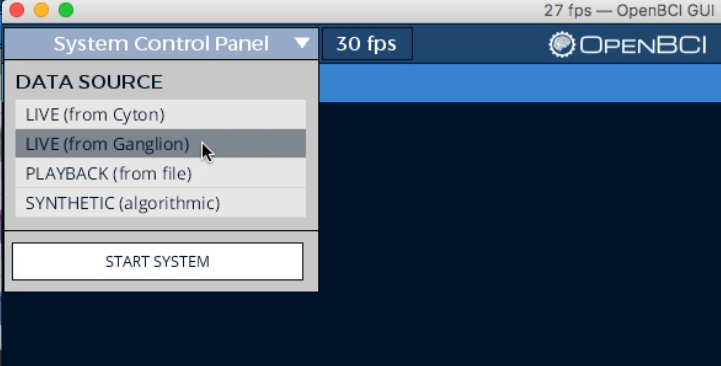 27 fps — OpenBCI GUI
System Control Panel
30 fps
OPENBCI
DATA SOURCE
LIVE (from Cyton)
LIVE (from Ganglion)
PLAYBACK (from file)
SYNTHETIC (algorithmic)
START SYSTEM